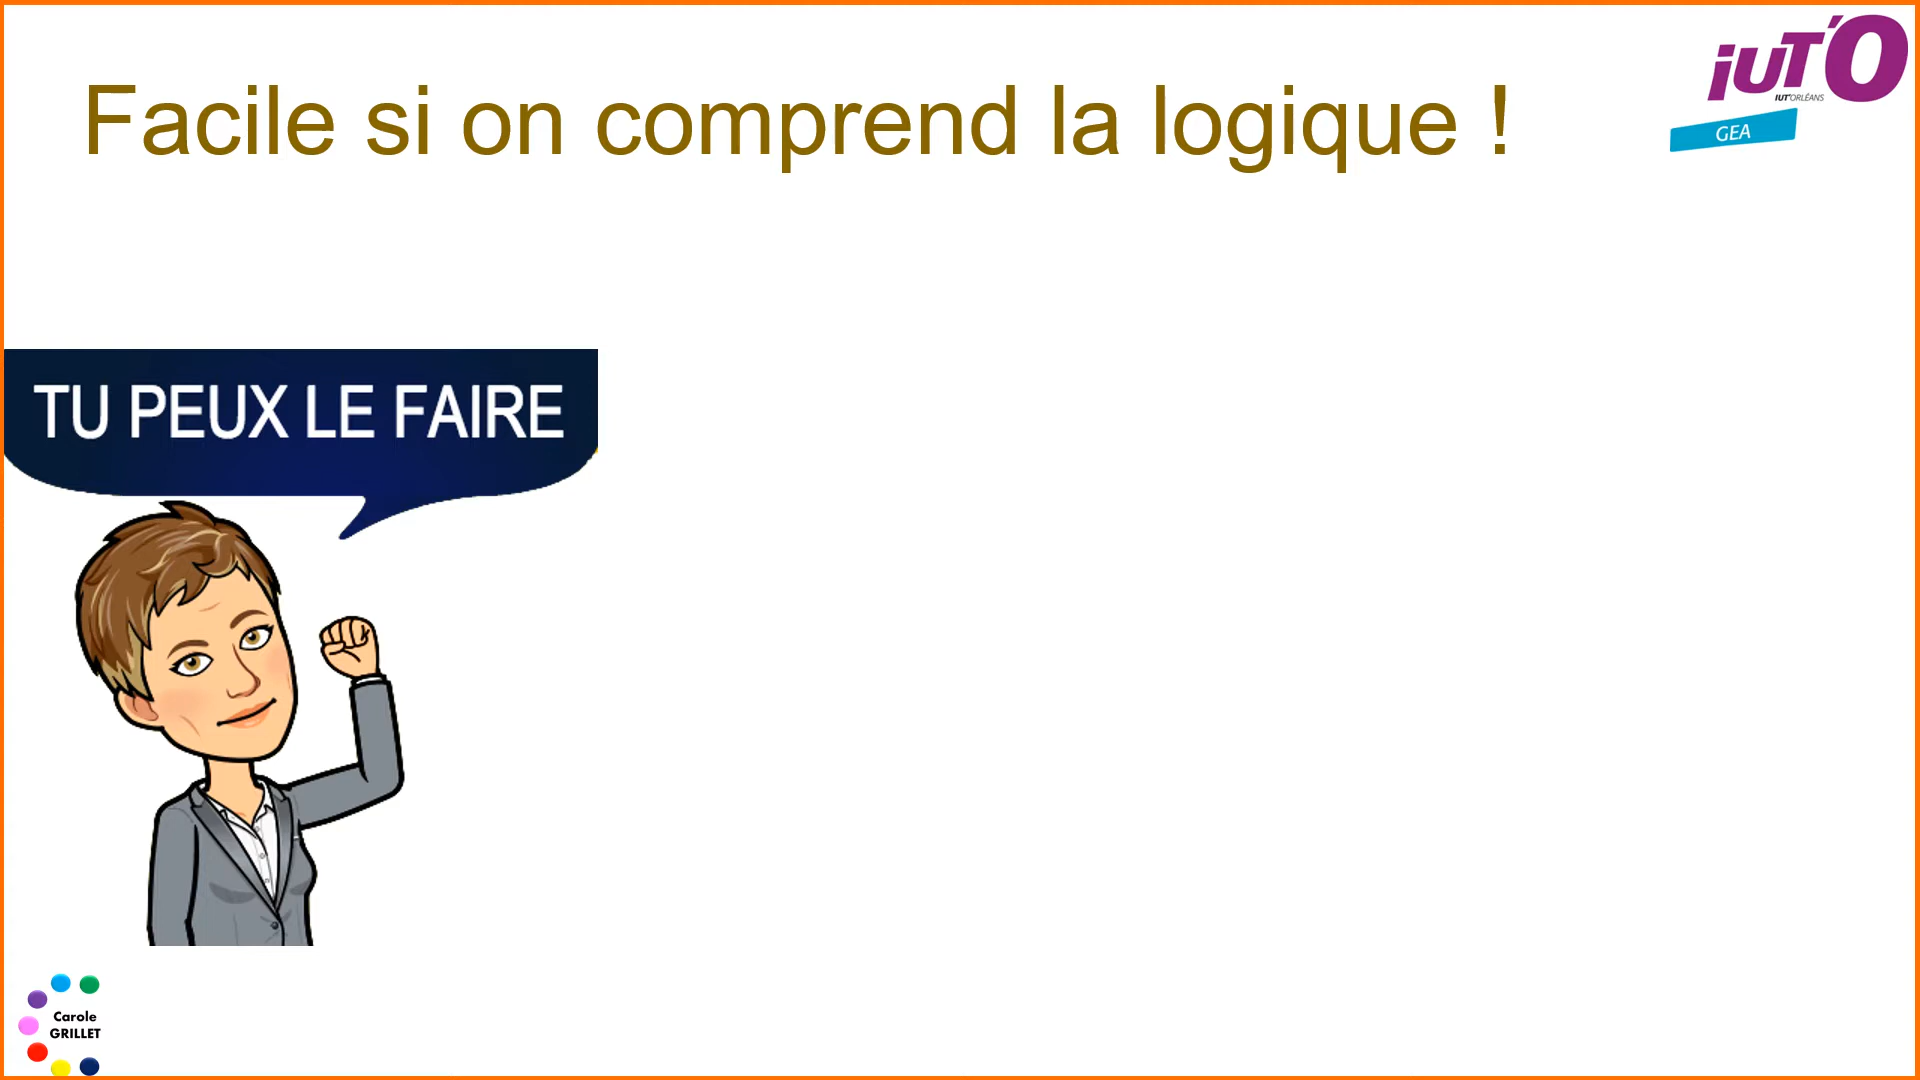 iUT'O
IUT'ORLÉANS
GEA
Facile si on comprend la logique !
TU PEUX LE FAIRE
Carole
GRILLET